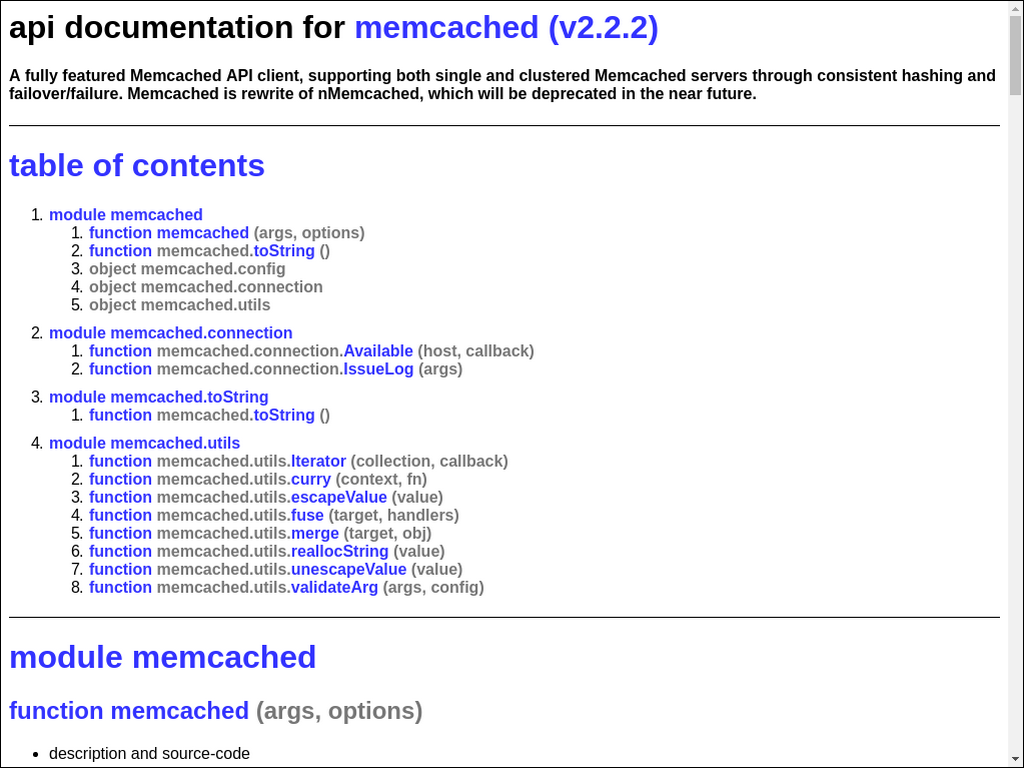 api documentation for memcached (v2.2.2)
A fully featured Memcached API client, supporting both single and clustered Memcached servers through consistent hashing and
failover/failure. Memcached is rewrite of nMemcached, which will be deprecated in the near future.
table of contents
1. module memcached
1. function memcached (args, options)
2. function memcached.toString ()
3. object memcached.config
4. object memcached.connection
5. object memcached.utils
2. module memcached.connection
1. function memcached.connection.Available (host, callback)
2. function memcached.connection.IssueLog (args)
3. module memcached.toString
1. function memcached.toString ()
4. module memcached.utils
1. function memcached.utils.Iterator (collection, callback)
2. function memcached.utils.curry (context, fn)
3. function memcached.utils.escapeValue (value)
4. function memcached.utils.fuse (target, handlers)
5. function memcached.utils.merge (target, obj)
6. function memcached.utils.reallocString (value)
7. function memcached.utils.unescapeValue (value)
8. function memcached.utils.validateArg (args, config)
module memcached
function memcached (args, options)
• description and source-code